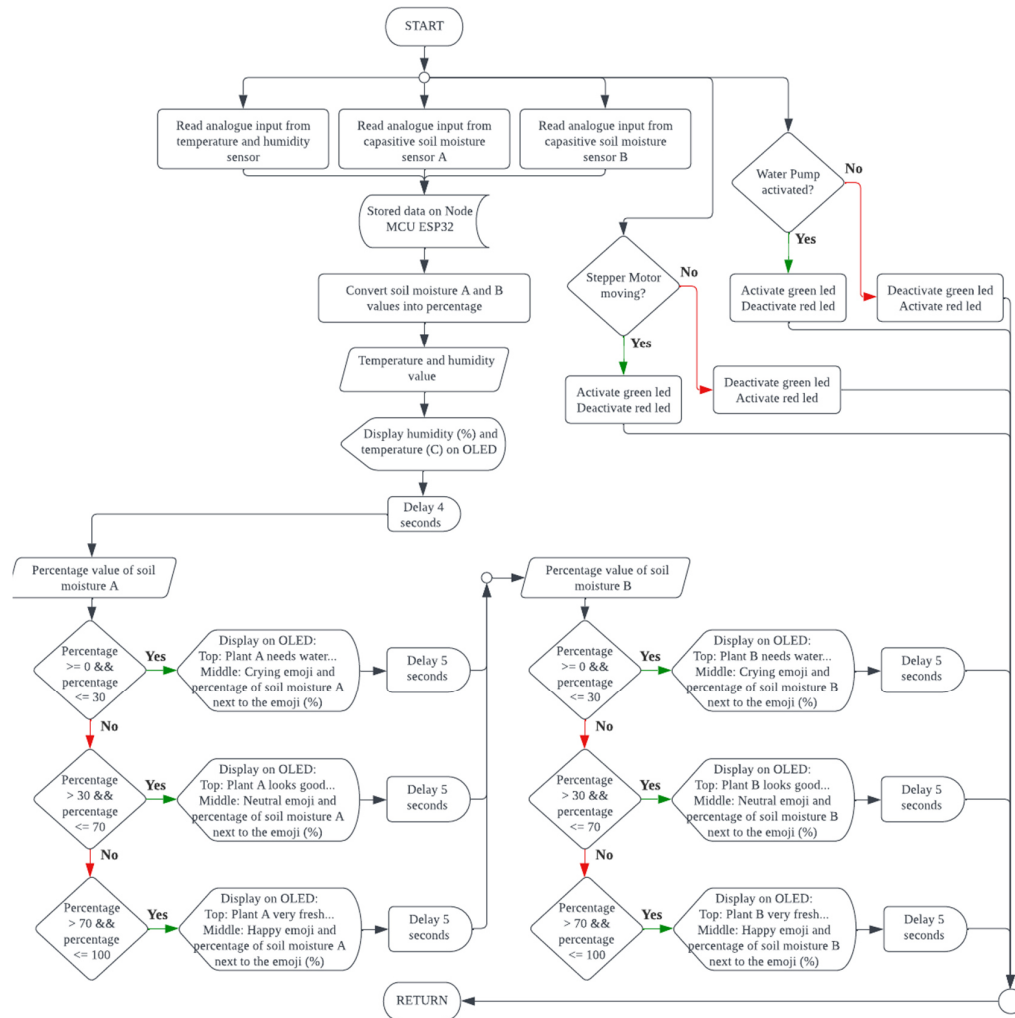 START
Read analogue input from
temperature and humidity
sensor
Read analogue input from
capasitive soil moisture
sensor A
Read analogue input from
capasitive soil moisture
sensor B
Water Pump
activated?
No
Yes
Stored data on Node
MCU ESP32
Stepper Motor
moving?
No
Yes
Activate green led
Deactivate red led
Deactivate green led
Activate red led
Convert soil moisture A and B
values into percentage
Temperature and humidity
value
Activate green led
Deactivate red led
Deactivate green led
Activate red led
Display humidity (%) and
temperature (C) on OLED
Delay 4
seconds
Percentage value of soil
moisture A
Percentage
>= 0 &&
percentage
<= 30
Yes
Display on OLED:
Top: Plant A needs water...
Middle: Crying emoji and
percentage of soil moisture A
next to the emoji (%)
Delay 5
seconds
No
Percentage
> 30 &&
percentage
<= 70
Yes
Display on OLED:
Top: Plant A looks good...
Middle: Neutral emoji and
percentage of soil moisture A
next to the emoji (%)
Delay 5
seconds
No
Percentage
> 70 &&
percentage
<= 100
Yes
Display on OLED:
Top: Plant A very fresh...
Middle: Happy emoji and
percentage of soil moisture A
next to the emoji (%)
Delay 5
seconds
Percentage value of soil
moisture B
Percentage
>= 0 &&
percentage
<= 30
Yes
Display on OLED:
Top: Plant B needs water...
Middle: Crying emoji and
percentage of soil moisture B
next to the emoji (%)
Delay 5
seconds
No
Percentage
> 30 &&
percentage
<= 70
Yes
Display on OLED:
Top: Plant B looks good...
Middle: Neutral emoji and
percentage of soil moisture B
next to the emoji (%)
Delay 5
seconds
No
Percentage
> 70 &&
percentage
<= 100
Yes
Display on OLED:
Top: Plant B very fresh...
Middle: Happy emoji and
percentage of soil moisture B
next to the emoji (%)
Delay 5
seconds
RETURN